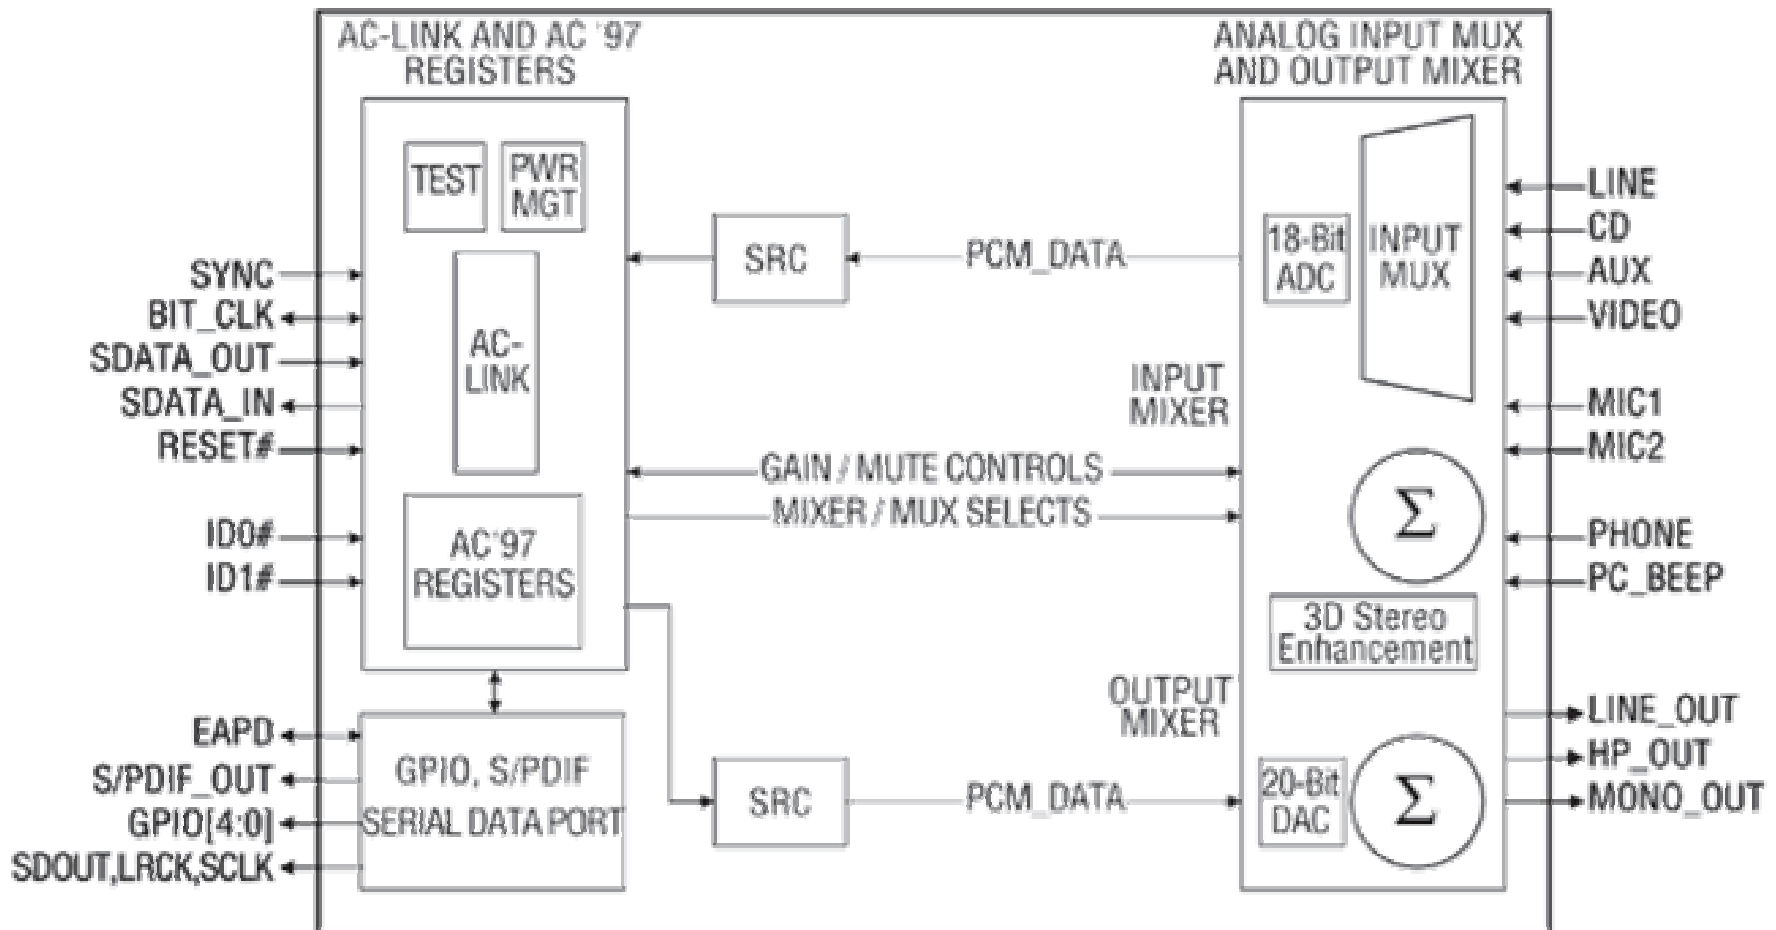 AC-LINK AND AC '97
REGISTERS
ANALOG INPUT MUX
AND OUTPUT MIXER
TEST
PWR
MGT
SYNC
BIT_CLK
SDATA_OUT
SDATA_IN
RESET#
ID0#
ID1#
AC-
LINK
AC '97
REGISTERS
EAPD
S/PDIF_OUT
GPIO[4:0]
SDOUT,LRCK,SCLK
GPIO, S/PDIF
SERIAL DATA PORT
SRC
PCM_DATA
INPUT
MIXER
GAIN / MUTE CONTROLS
MIXER / MUX SELECTS
OUTPUT
MIXER
SRC
PCM_DATA
18-Bit
ADC
INPUT
MUX
Σ
3D Stereo
Enhancement
20-Bit
DAC
Σ
LINE
CD
AUX
VIDEO
MIC1
MIC2
PHONE
PC_BEEP
LINE_OUT
HP_OUT
MONO_OUT